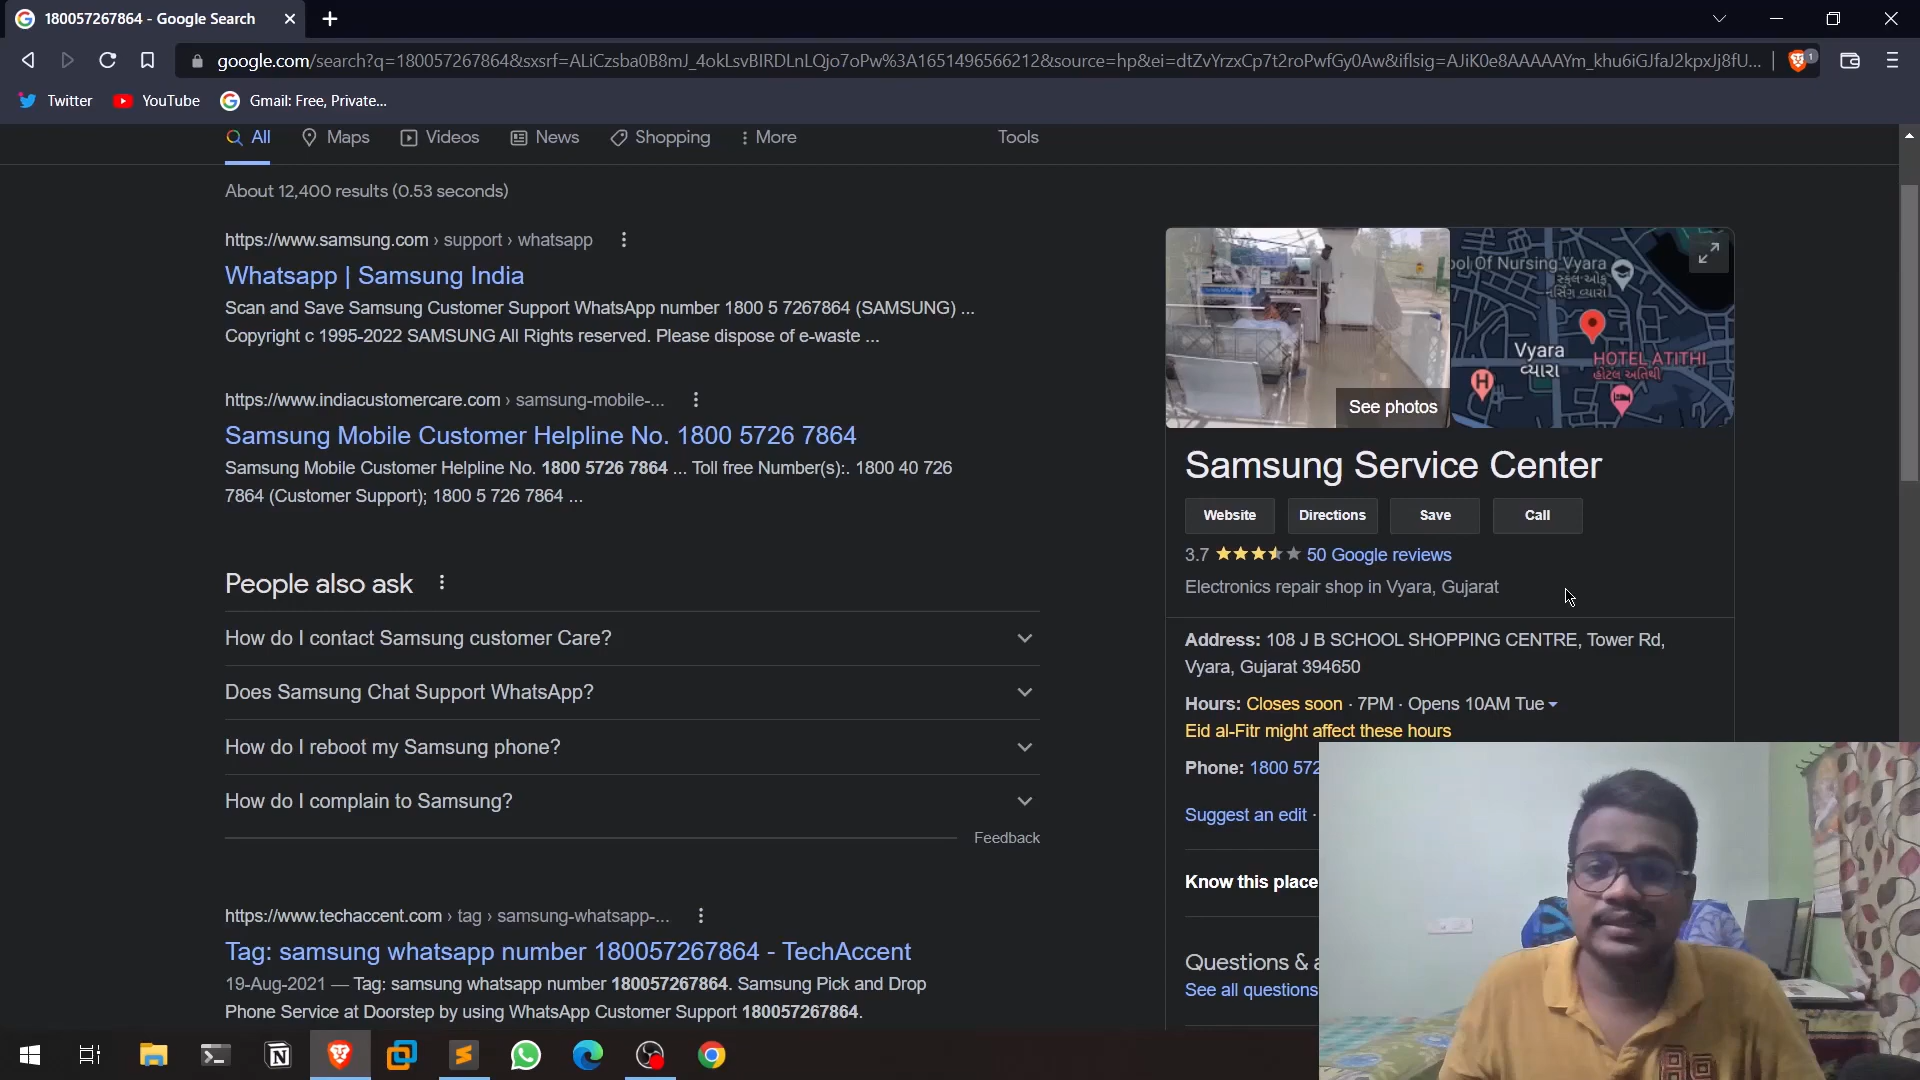 180057267864 - Google Search
google.com/search?q=180057267864&sxsrf=ALiCzsba0B8mJ_4okLsvBIRDLnLQjo7oPw%3A1651496566212&source=hp&ei=dtZvYrzxCp7t2roPwfGy0Aw&iflsig=AJiK0e8AAAAAYm_khu6iGJfaJ2kpxJj8fU...
1
Twitter
YouTube
Gmail: Free, Private...
All
Maps
Videos
News
Shopping
More
Tools
About 12,400 results (0.53 seconds)
https://www.samsung.com › support › whatsapp
Whatsapp | Samsung India
Scan and Save Samsung Customer Support WhatsApp number 1800 5 7267864 (SAMSUNG) ...
Copyright c 1995-2022 SAMSUNG All Rights reserved. Please dispose of e-waste ...
https://www.indiacustomercare.com › samsung-mobile-...
Samsung Mobile Customer Helpline No. 1800 5726 7864
Samsung Mobile Customer Helpline No. 1800 5726 7864 ... Toll free Number(s):. 1800 40 726
7864 (Customer Support); 1800 5 726 7864 ...
People also ask
How do I contact Samsung customer Care?
Does Samsung Chat Support WhatsApp?
How do I reboot my Samsung phone?
How do I complain to Samsung?
Feedback
https://www.techaccent.com › tag › samsung-whatsapp-...
Tag: samsung whatsapp number 180057267864 - TechAccent
19-Aug-2021 — Tag: samsung whatsapp number 180057267864. Samsung Pick and Drop
Phone Service at Doorstep by using WhatsApp Customer Support 180057267864.
See photos
ool Of Nursing Vyara
સ્કૂલ ઓફ
નર્સિંગ વ્યારા
Vyara
વ્યારા
HOTEL ATITHI
હોટેલ અતિથી
H
Samsung Service Center
Website
Directions
Save
Call
3.7
50 Google reviews
Electronics repair shop in Vyara, Gujarat
Address: 108 J B SCHOOL SHOPPING CENTRE, Tower Rd,
Vyara, Gujarat 394650
Hours: Closes soon · 7PM · Opens 10AM Tue
Eid al-Fitr might affect these hours
Phone: 1800 572
Suggest an edit ·
Know this place
Questions & a
See all questions